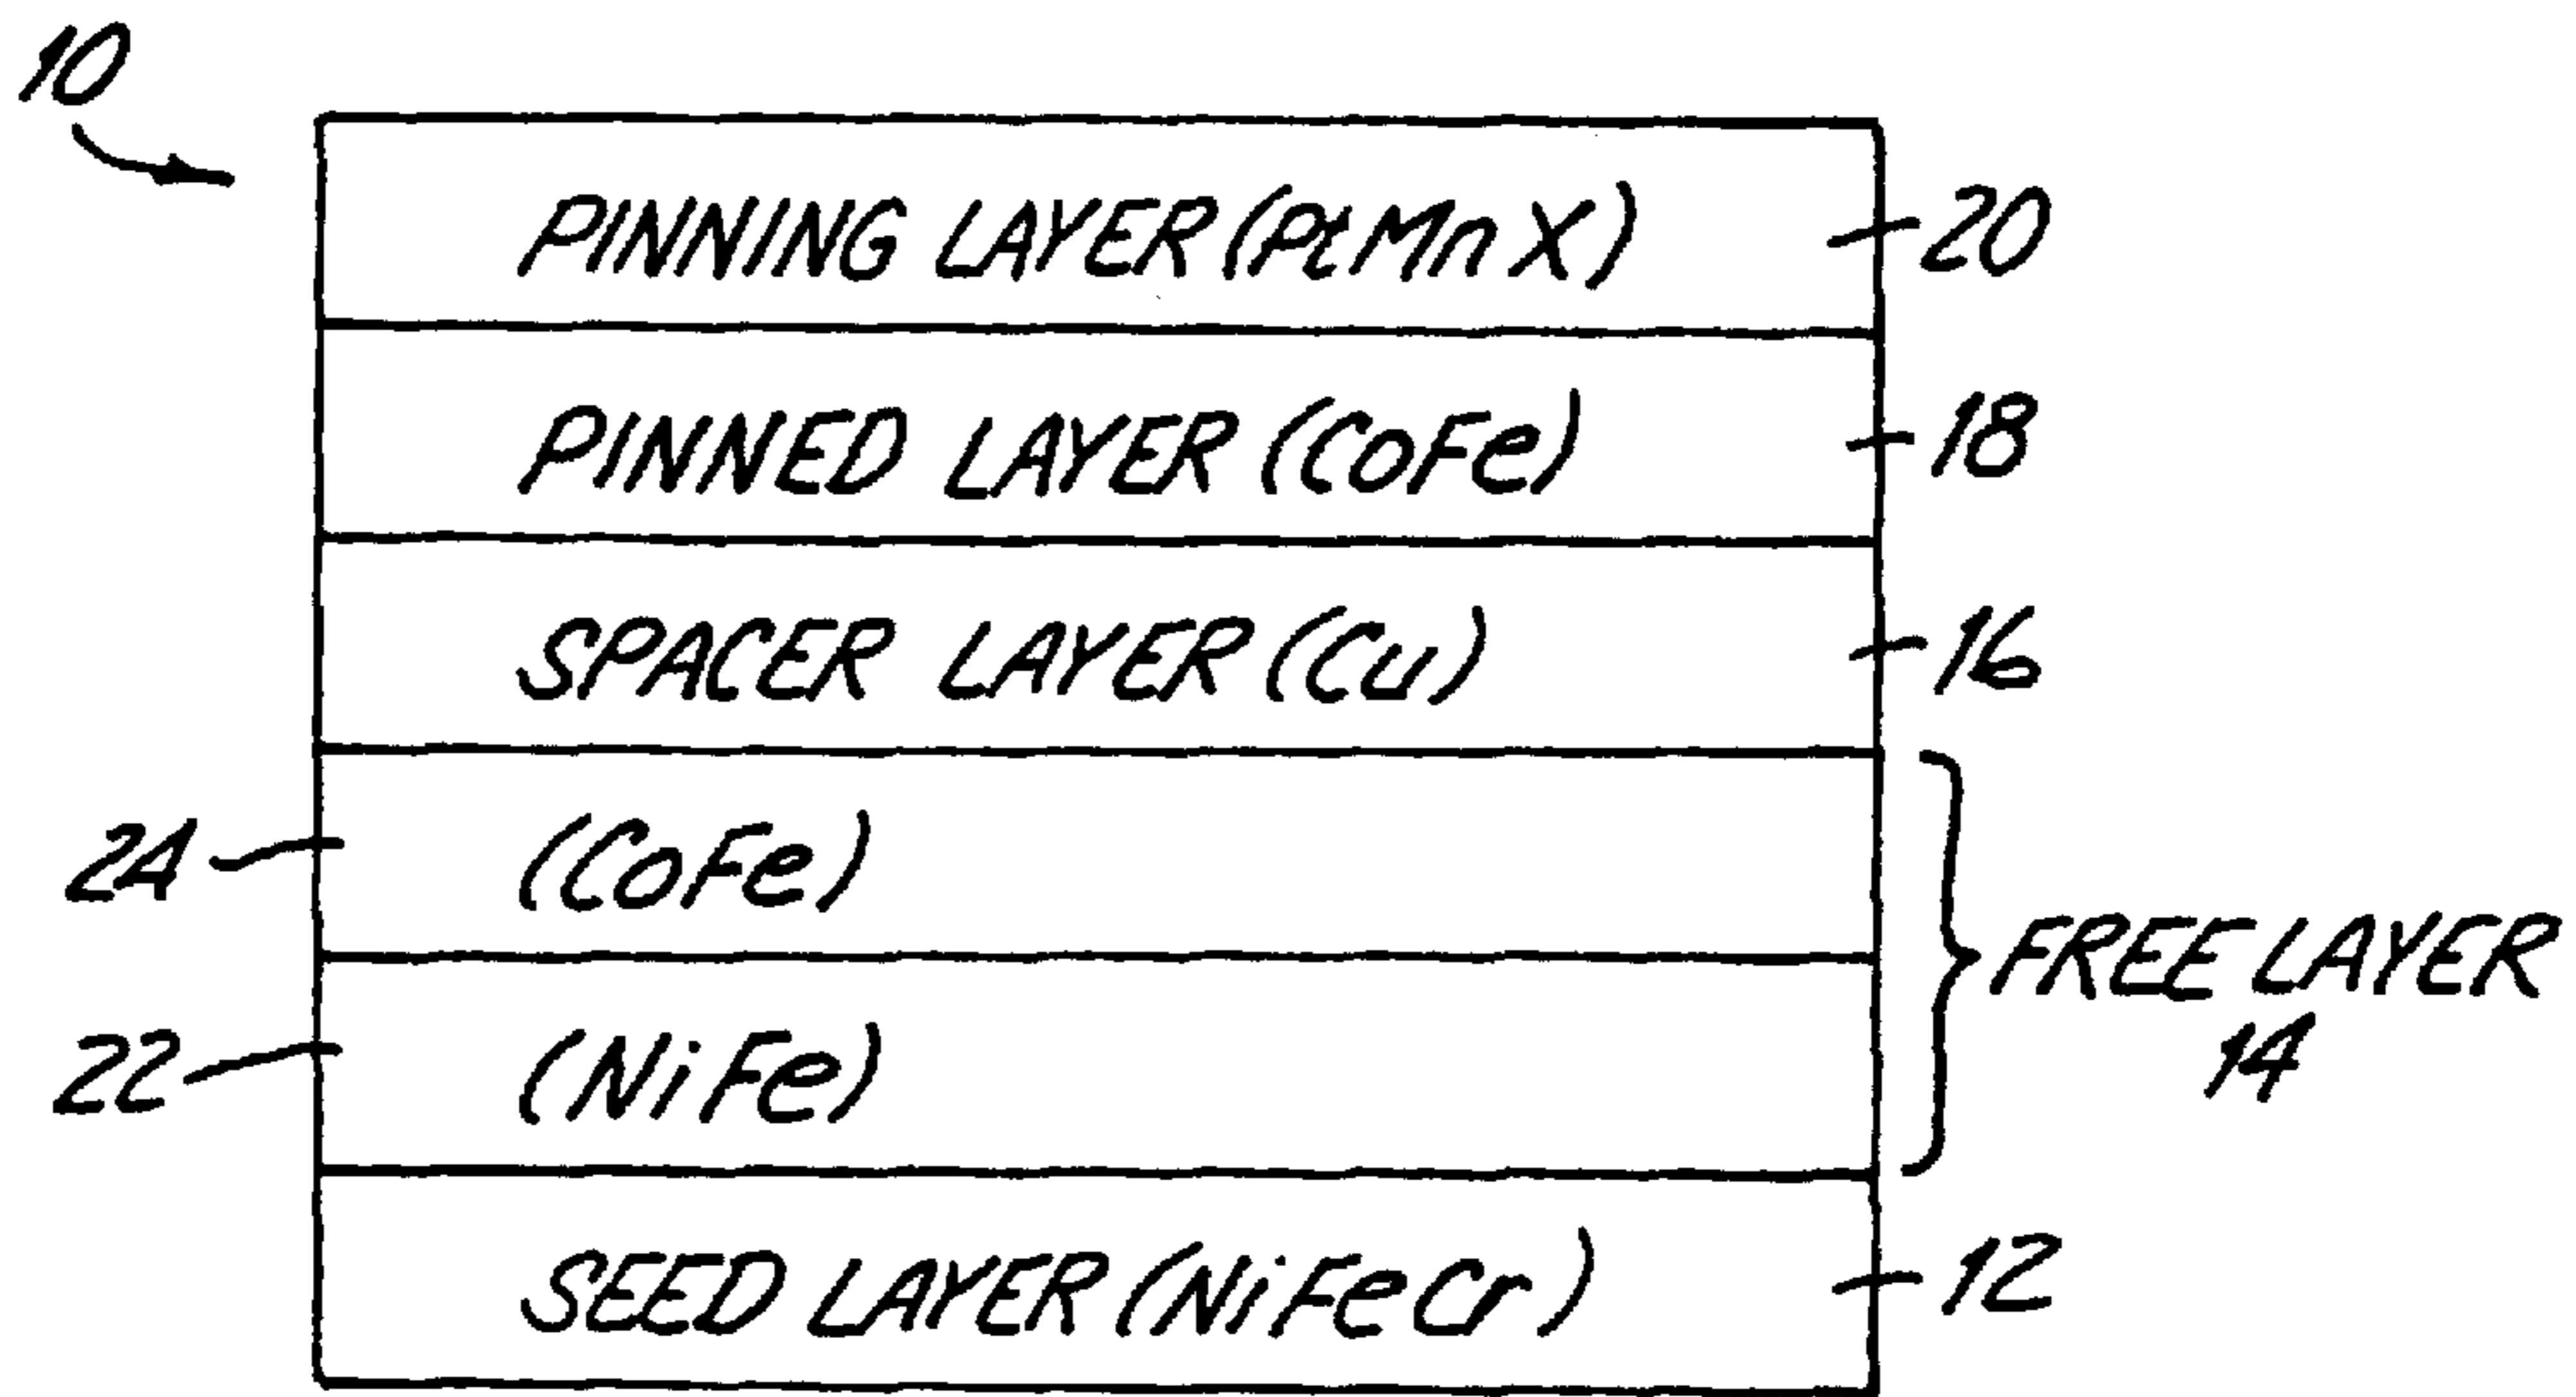 10
PINNING LAYER (PtMnX)
20
PINNED LAYER (CoFe)
18
SPACER LAYER (Cu)
16
24
(CoFe)
FREE LAYER
14
22
(NiFe)
SEED LAYER (NiFeCr)
12